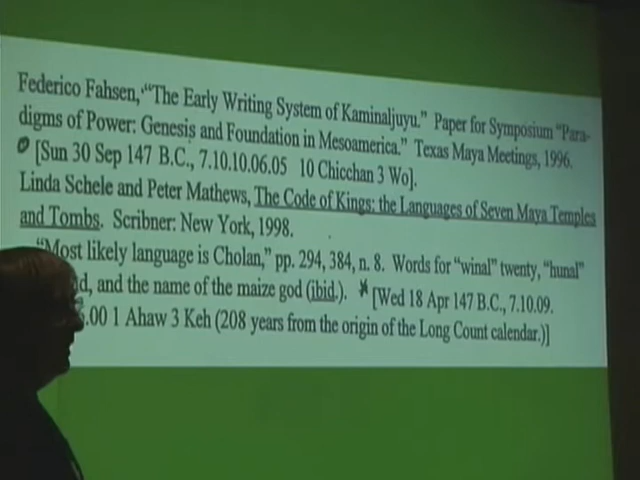 Federico Fahsen, "The Early Writing System of Kaminaljuyu." Paper for Symposium "Para-
digms of Power: Genesis and Foundation in Mesoamerica." Texas Maya Meetings, 1996.
[Sun 30 Sep 147 B.C., 7.10.10.06.05 10 Chicchan 3 Wo].
Linda Schele and Peter Mathews, The Code of Kings: the Languages of Seven Maya Temples
and Tombs. Scribner: New York, 1998.
"Most likely language is Cholan," pp. 294, 384, n. 8. Words for "winal" twenty, "hunal"
and the name of the maize god (ibid.). * [Wed 18 Apr 147 B.C., 7.10.09.
.00 1 Ahaw 3 Keh (208 years from the origin of the Long Count calendar.)]